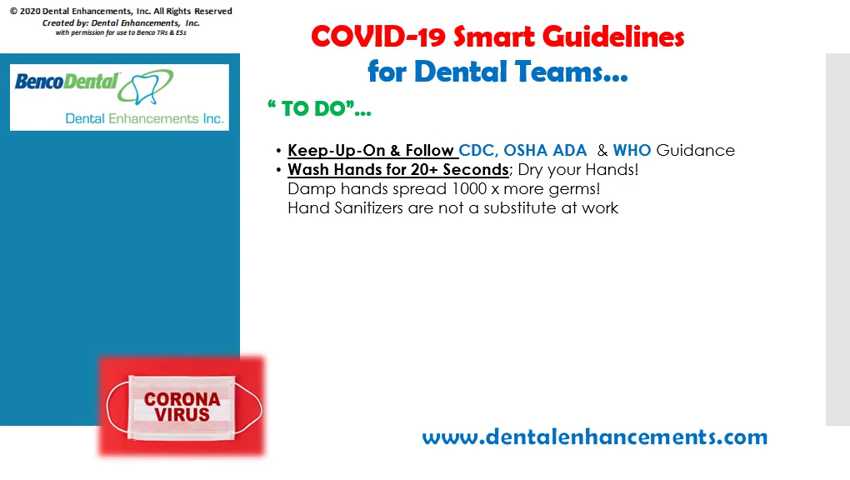 © 2020 Dental Enhancements, Inc. All Rights Reserved
Created by: Dental Enhancements, Inc.
with permission for use to Benco TRs & ESs
BencoDental
Dental Enhancements Inc.
COVID-19 Smart Guidelines
for Dental Teams...
“ TO DO”...
• Keep-Up-On & Follow CDC, OSHA ADA & WHO Guidance
• Wash Hands for 20+ Seconds; Dry your Hands!
Damp hands spread 1000 x more germs!
Hand Sanitizers are not a substitute at work
CORONA
VIRUS
www.dentalenhancements.com